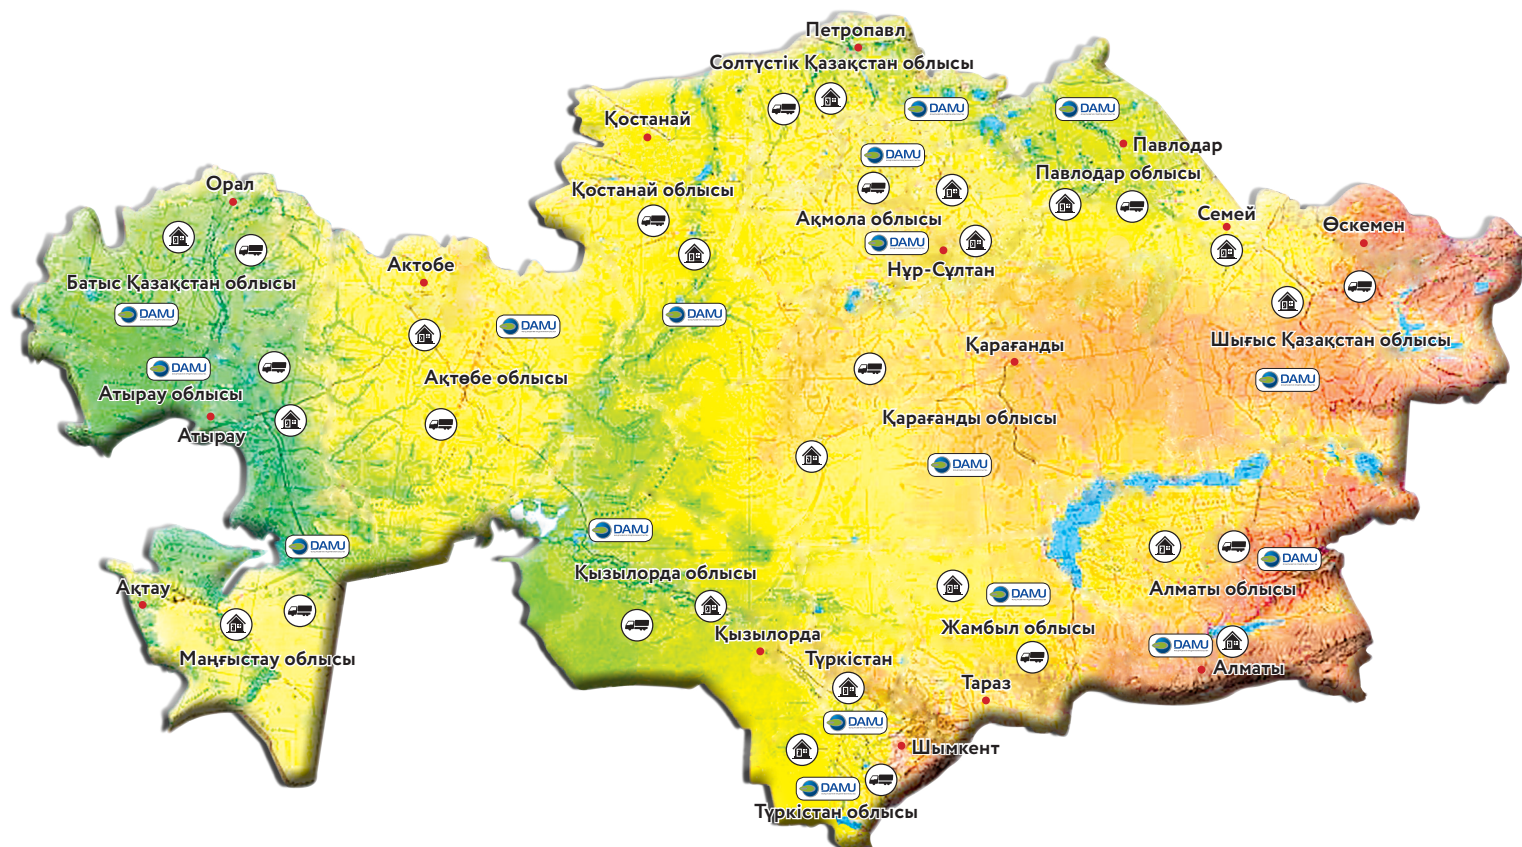 Петропавл
Солтүстік Қазақстан облысы
DAMU
DAMU
Қостанай
Павлодар
DAMU
Павлодар облысы
Орал
Қостанай облысы
Ақмола облысы
Семей
Өскемен
DAMU
Нұр-Сұлтан
Актобе
Батыс Қазақстан облысы
DAMU
DAMU
DAMU
Қарағанды
Шығыс Қазақстан облысы
DAMU
Ақтөбе облысы
DAMU
Атырау облысы
Қарағанды облысы
Атырау
DAMU
DAMU
DAMU
DAMU
Қызылорда облысы
Ақтау
Алматы облысы
DAMU
Жамбыл облысы
Қызылорда
DAMU
Маңғыстау облысы
Түркістан
Алматы
Тараз
DAMU
Шымкент
DAMU
Түркістан облысы